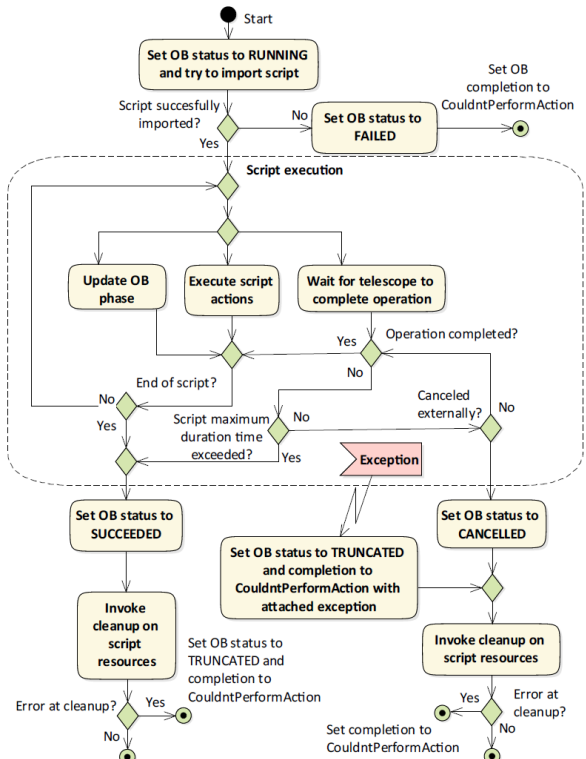 Start
Set OB status to RUNNING
and try to import script
Set OB
completion to
CouldntPerformAction
Script succesfully
imported?
No
Set OB status to
FAILED
Yes
Script execution
Update OB
phase
Execute script
actions
Wait for telescope to
complete operation
Yes
Operation completed?
No
End of script?
No
Yes
Script maximum
duration time
exceeded?
No
Yes
Canceled
externally?
No
Exception
Set OB status to
SUCCEEDED
Set OB status to TRUNCATED
and completion to
CouldntPerformAction with
attached exception
Set OB status to
CANCELLED
Invoke
cleanup on
script
resources
Set OB status to
TRUNCATED and
completion to
CouldntPerformAction
Invoke cleanup on
script resources
Error at cleanup?
Yes
No
Yes
Error at
cleanup?
Set completion to
CouldntPerformAction
No